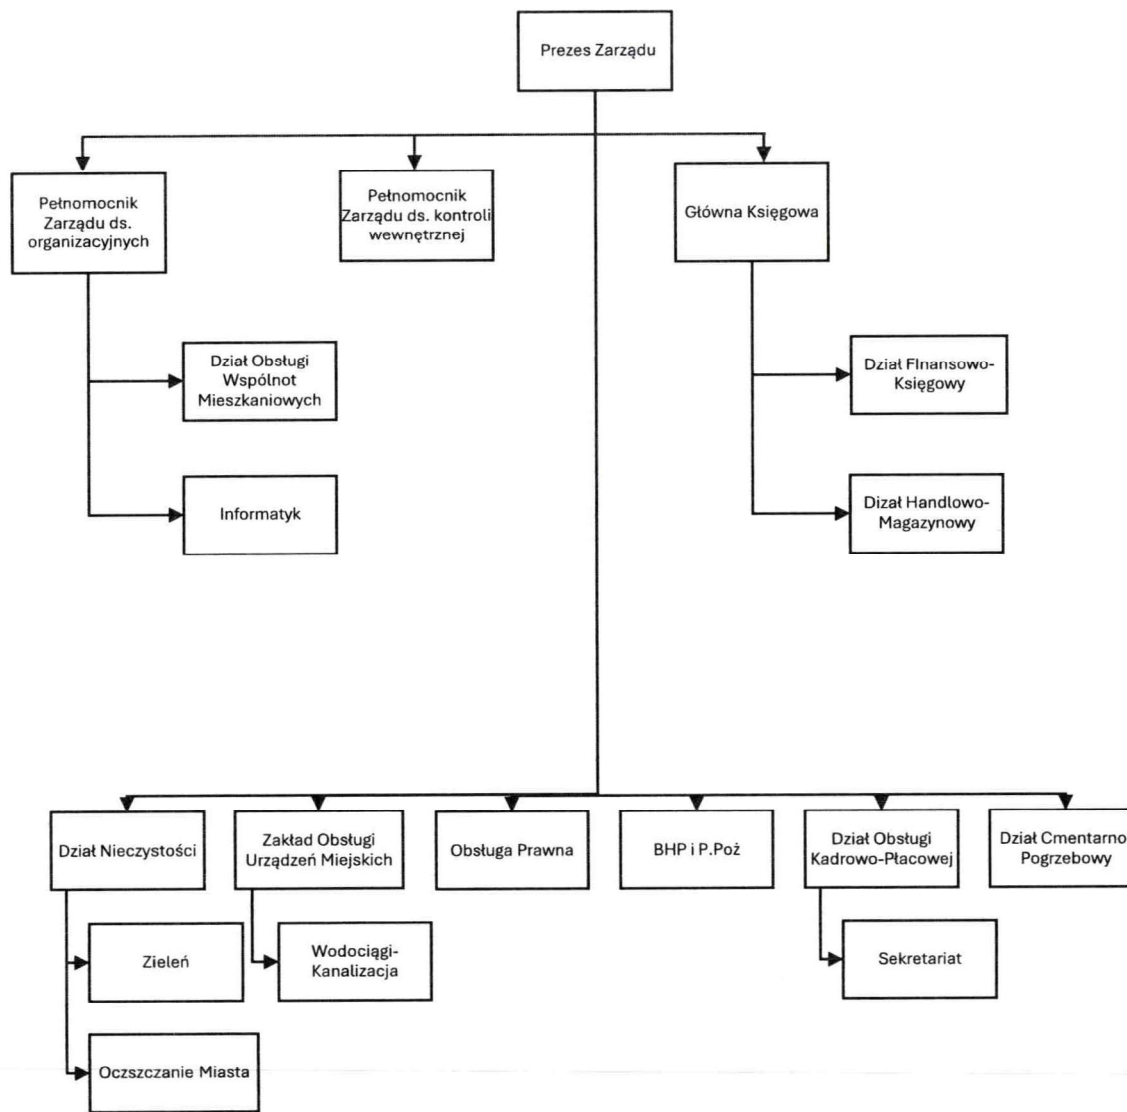 Prezes Zarządu
Pełnomocnik
Zarządu ds.
organizacyjnych
Pełnomocnik
Zarządu ds. kontroli
wewnętrznej
Główna Księgowa
Dział Obsługi
Wspólnot
Mieszkaniowych
Dział FInansowo-
Księgowy
Informatyk
Dizał Handlowo-
Magazynowy
Dział Nieczystości
Zakład Obsługi
Urządzeń Miejskich
Obsługa Prawna
BHP i P.Poż
Dział Obsługi
Kadrowo-Płacowej
Dział Cmentarno
Pogrzebowy
Zieleń
Wodociągi-
Kanalizacja
Sekretariat
Oczszczanie Miasta